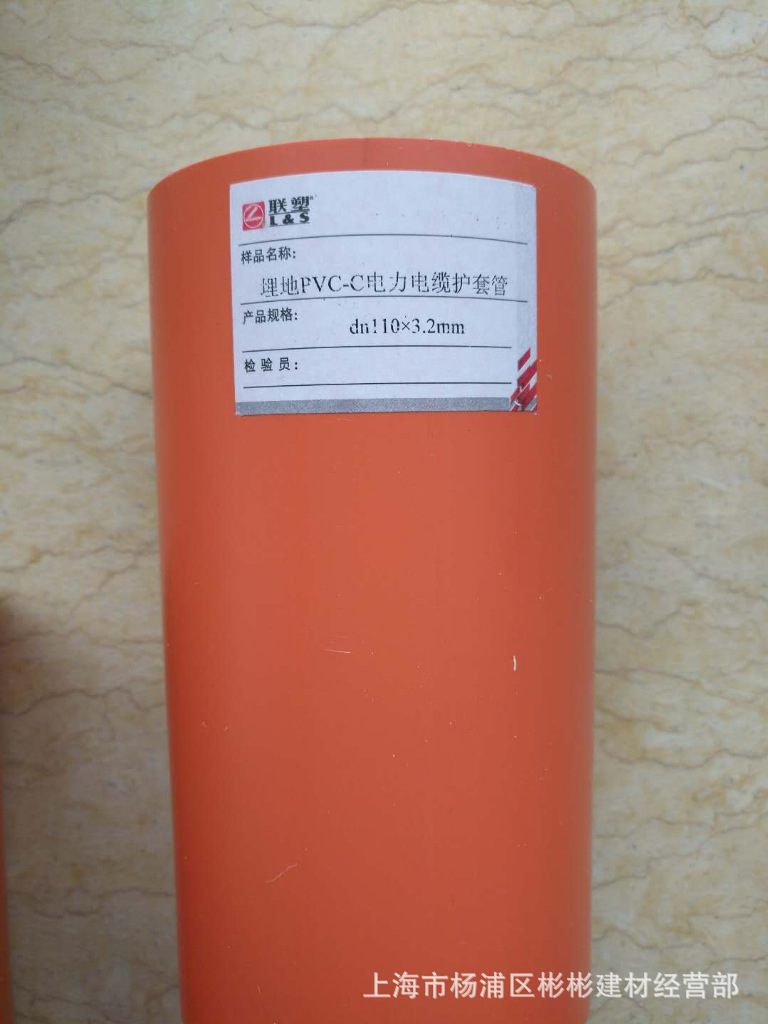 联塑®
L&S
样品名称：
埋地PVC-C电力电缆护套管
产品规格：
dn110×3.2mm
检验员：
上海市杨浦区彬彬建材经营部